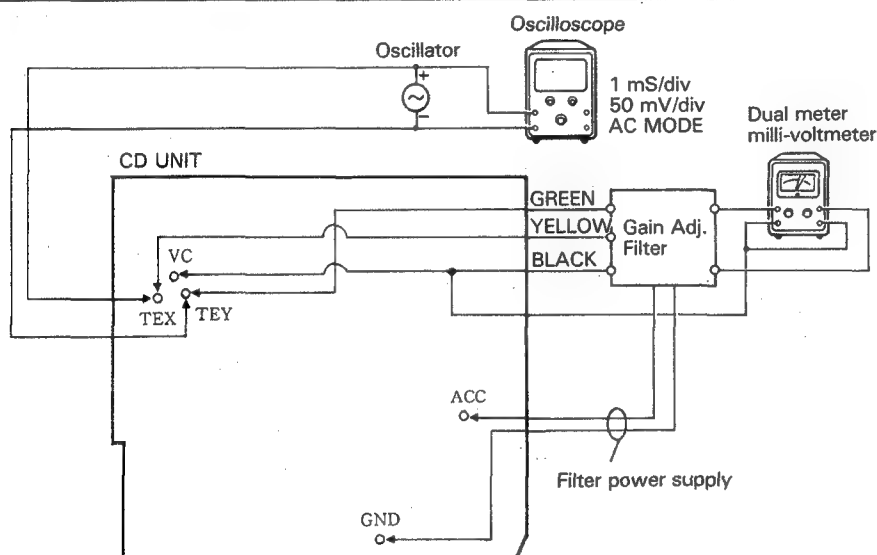 Oscilloscope
Oscillator
+
−
1 mS/div
50 mV/div
AC MODE
Dual meter
milli-voltmeter
CD UNIT
GREEN
YELLOW
BLACK
Gain Adj.
Filter
VC
TEX
TEY
ACC
Filter power supply
GND